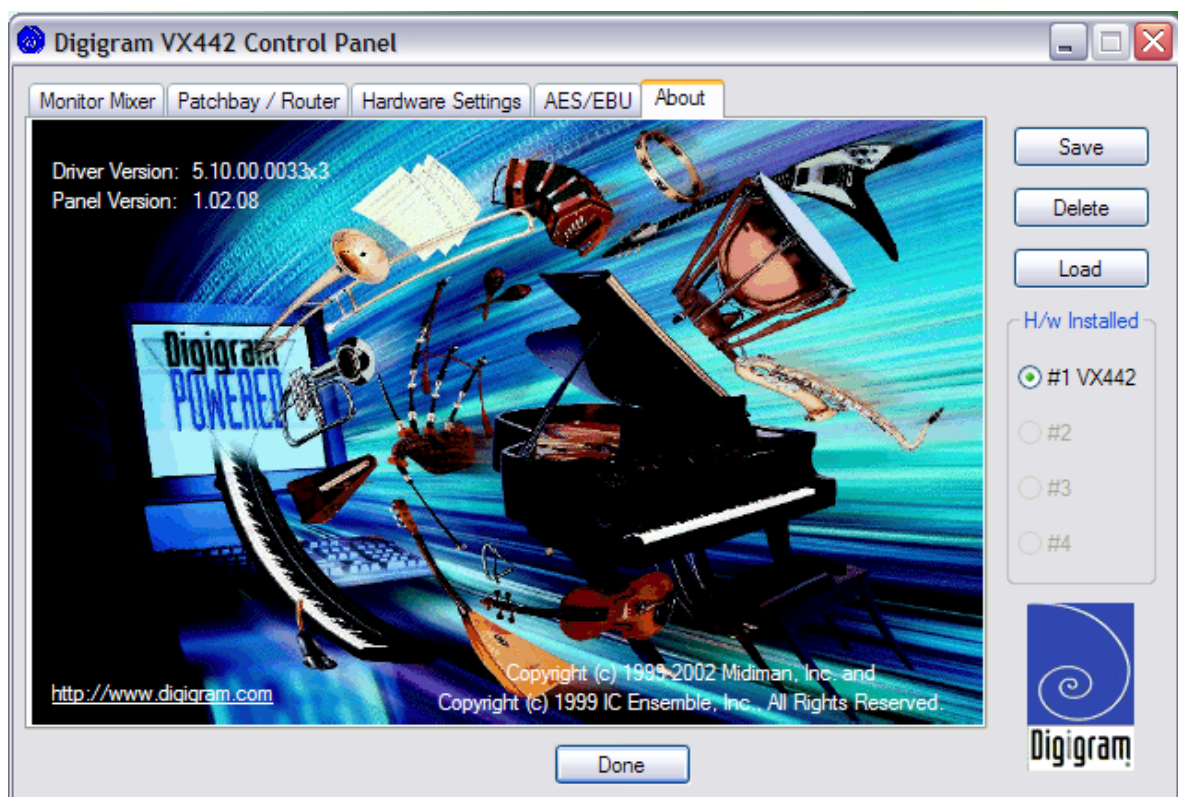 Digigram VX442 Control Panel
Monitor Mixer Patchbay / Router Hardware Settings AES/EBU About
Driver Version: 5.10.00.0033x3
Panel Version: 1.02.08
Digigram
POWERED
http://www.digigram.com
Copyright (c) 1999-2002 Midiman, Inc. and
Copyright (c) 1999 IC Ensemble, Inc., All Rights Reserved.
Save
Delete
Load
H/w Installed
#1 VX442
#2
#3
#4
Digigram
Done